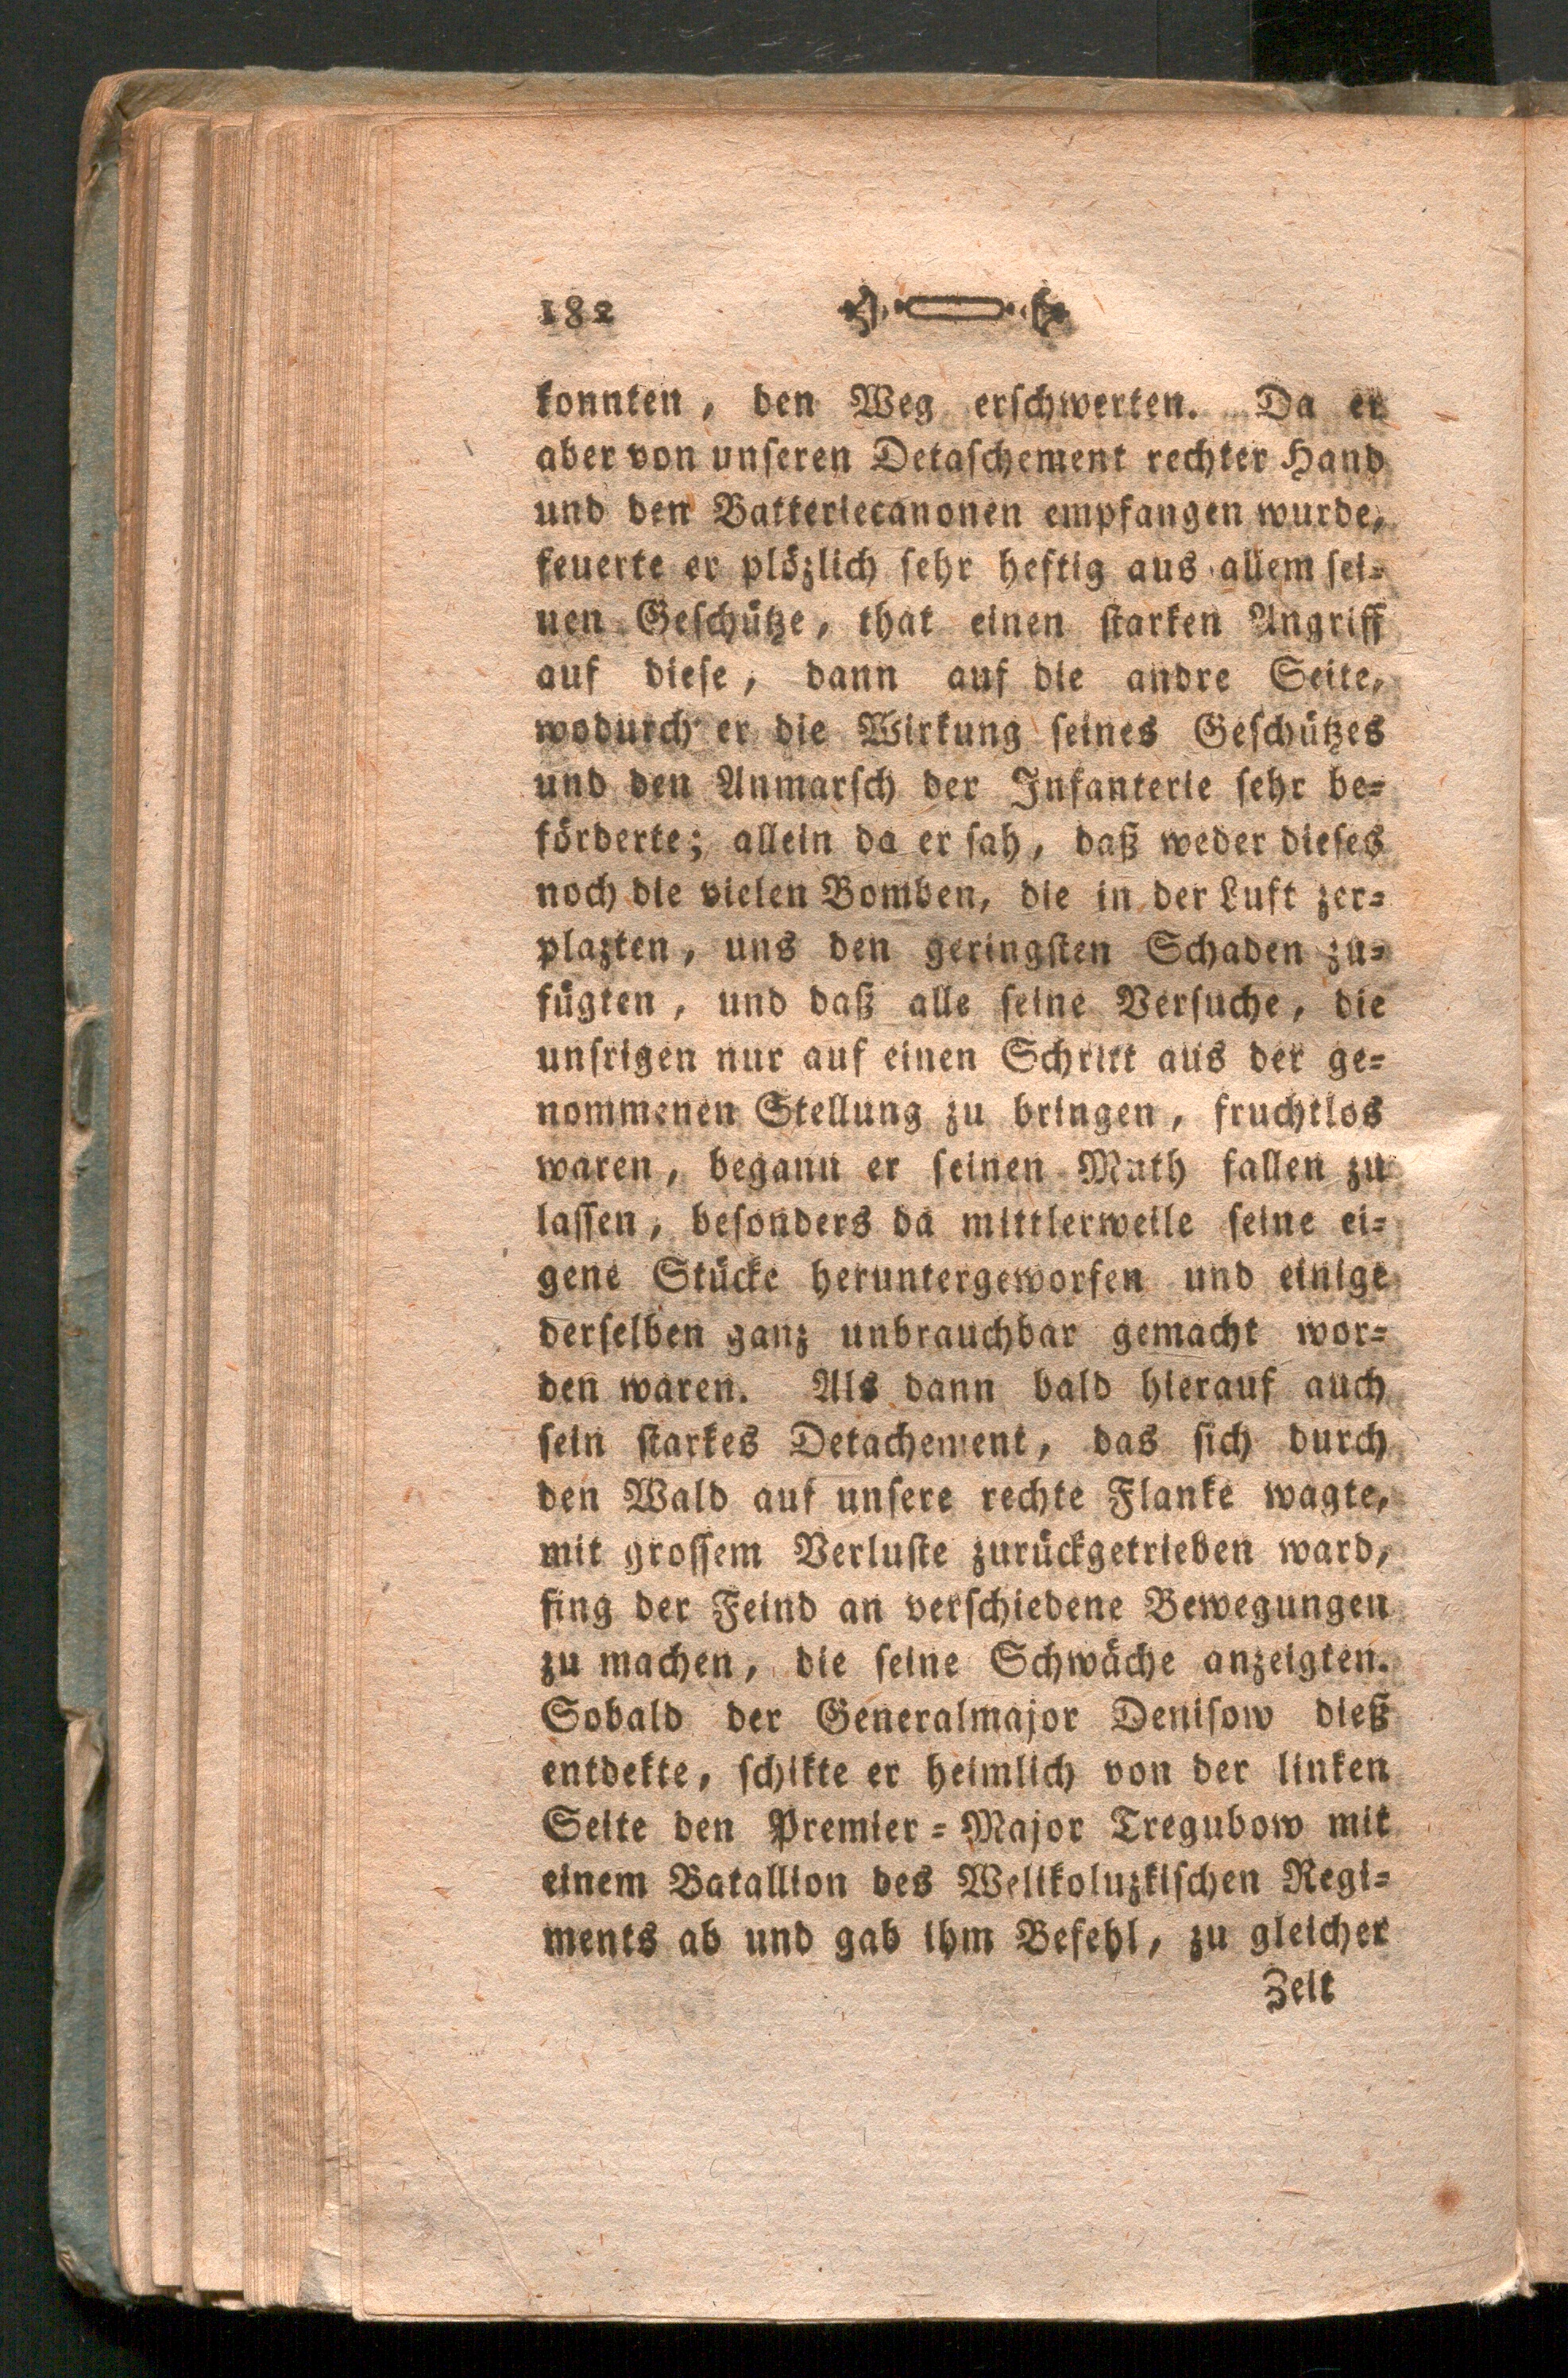 182
konnten, den Weg erschwerten. Da er
aber von unseren Detaschement rechter Hand
und den Batteriecanonen empfangen wurde,
feuerte er plözlich sehr heftig aus allem sei-
nen Geschütze, that einen starken Angriff
auf diese, dann auf die andre Seite,
wodurch er die Wirkung seines Geschützes
und den Anmarsch der Infanterie sehr be-
förderte; allein da er sah, daß weder dieses
noch die vielen Bomben, die in der Luft zer-
plazten, uns den geringsten Schaden zu-
fügten, und daß alle seine Versuche, die
unsrigen nur auf einen Schritt aus der ge-
nommenen Stellung zu bringen, fruchtlos
waren, begann er seinen Muth fallen zu
lassen, besonders da mittlerweile seine ei-
gene Stücke heruntergeworfen und einige
derselben ganz unbrauchbar gemacht wor-
den waren. Als dann bald hierauf auch
sein starkes Detachement, das sich durch
den Wald auf unsere rechte Flanke wagte,
mit grossem Verluste zurückgetrieben ward,
fing der Feind an verschiedene Bewegungen
zu machen, die seine Schwäche anzeigten.
Sobald der Generalmajor Denisow dieß
entdekte, schikte er heimlich von der linken
Seite den Premier-Major Tregubow mit
einem Batallion des Welikoluzkischen Regi-
ments ab und gab ihm Befehl, zu gleicher
Zeit